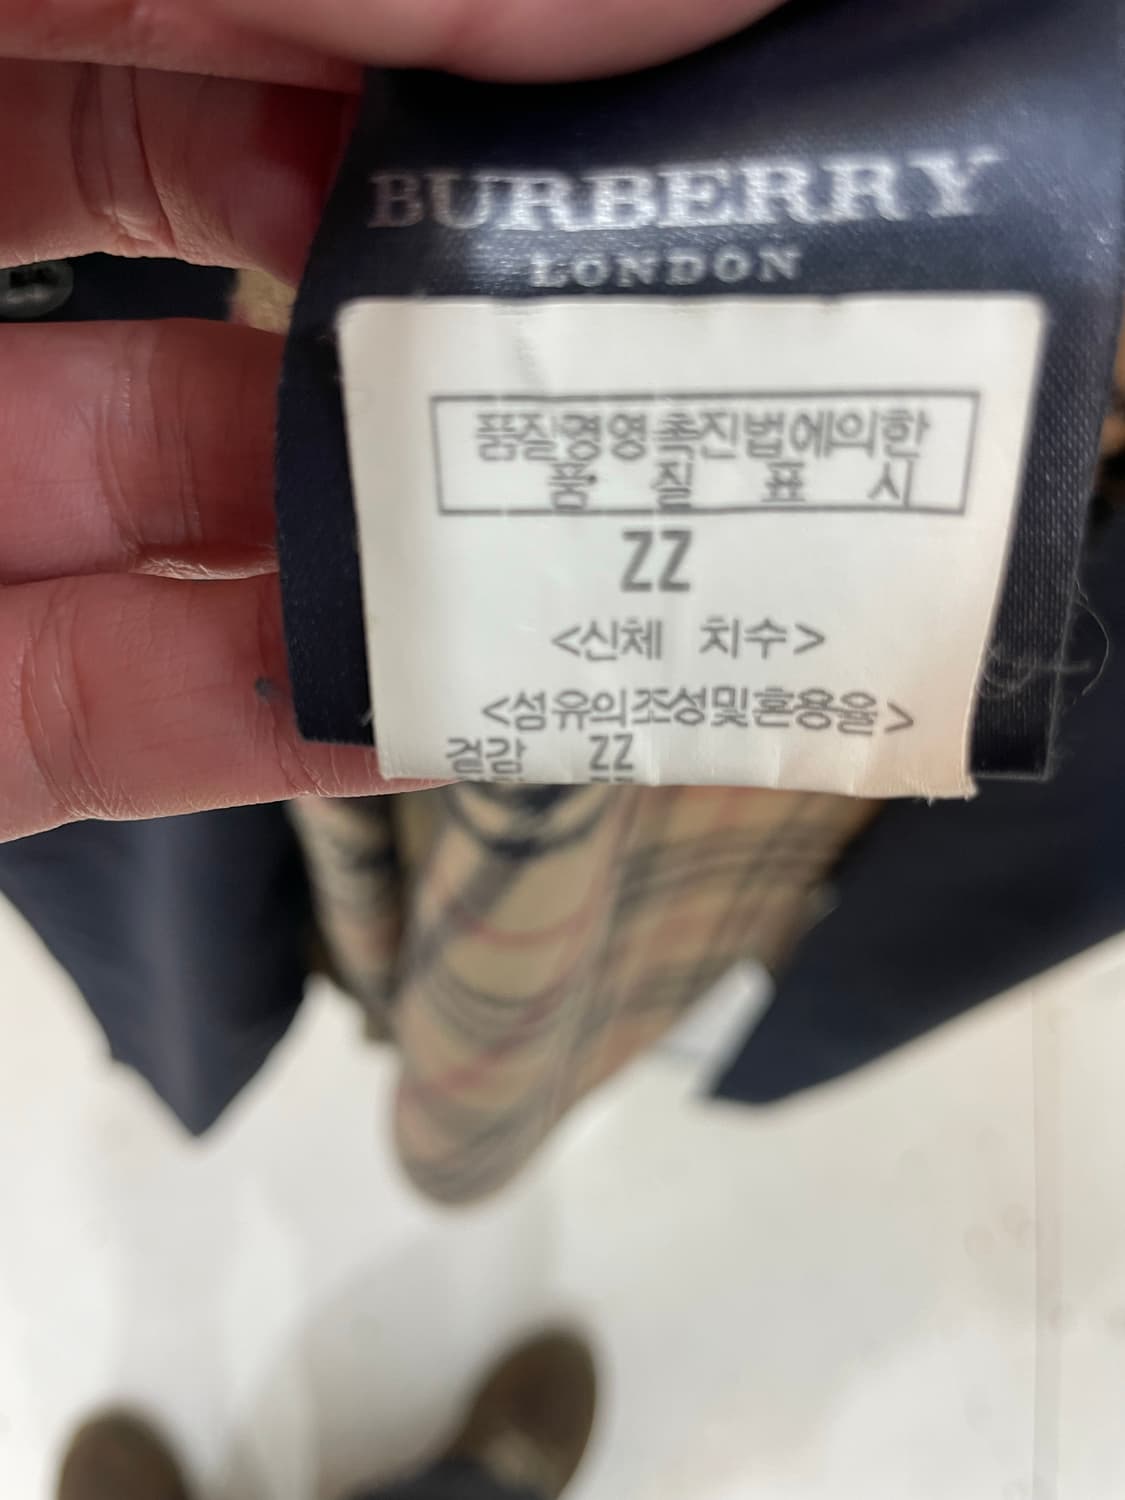 BURBERRY
LONDON
품질경영촉진법에의한
품 질 표 시
ZZ
<신체 치수>
<섬유의조성및혼용율>
겉감 ZZ